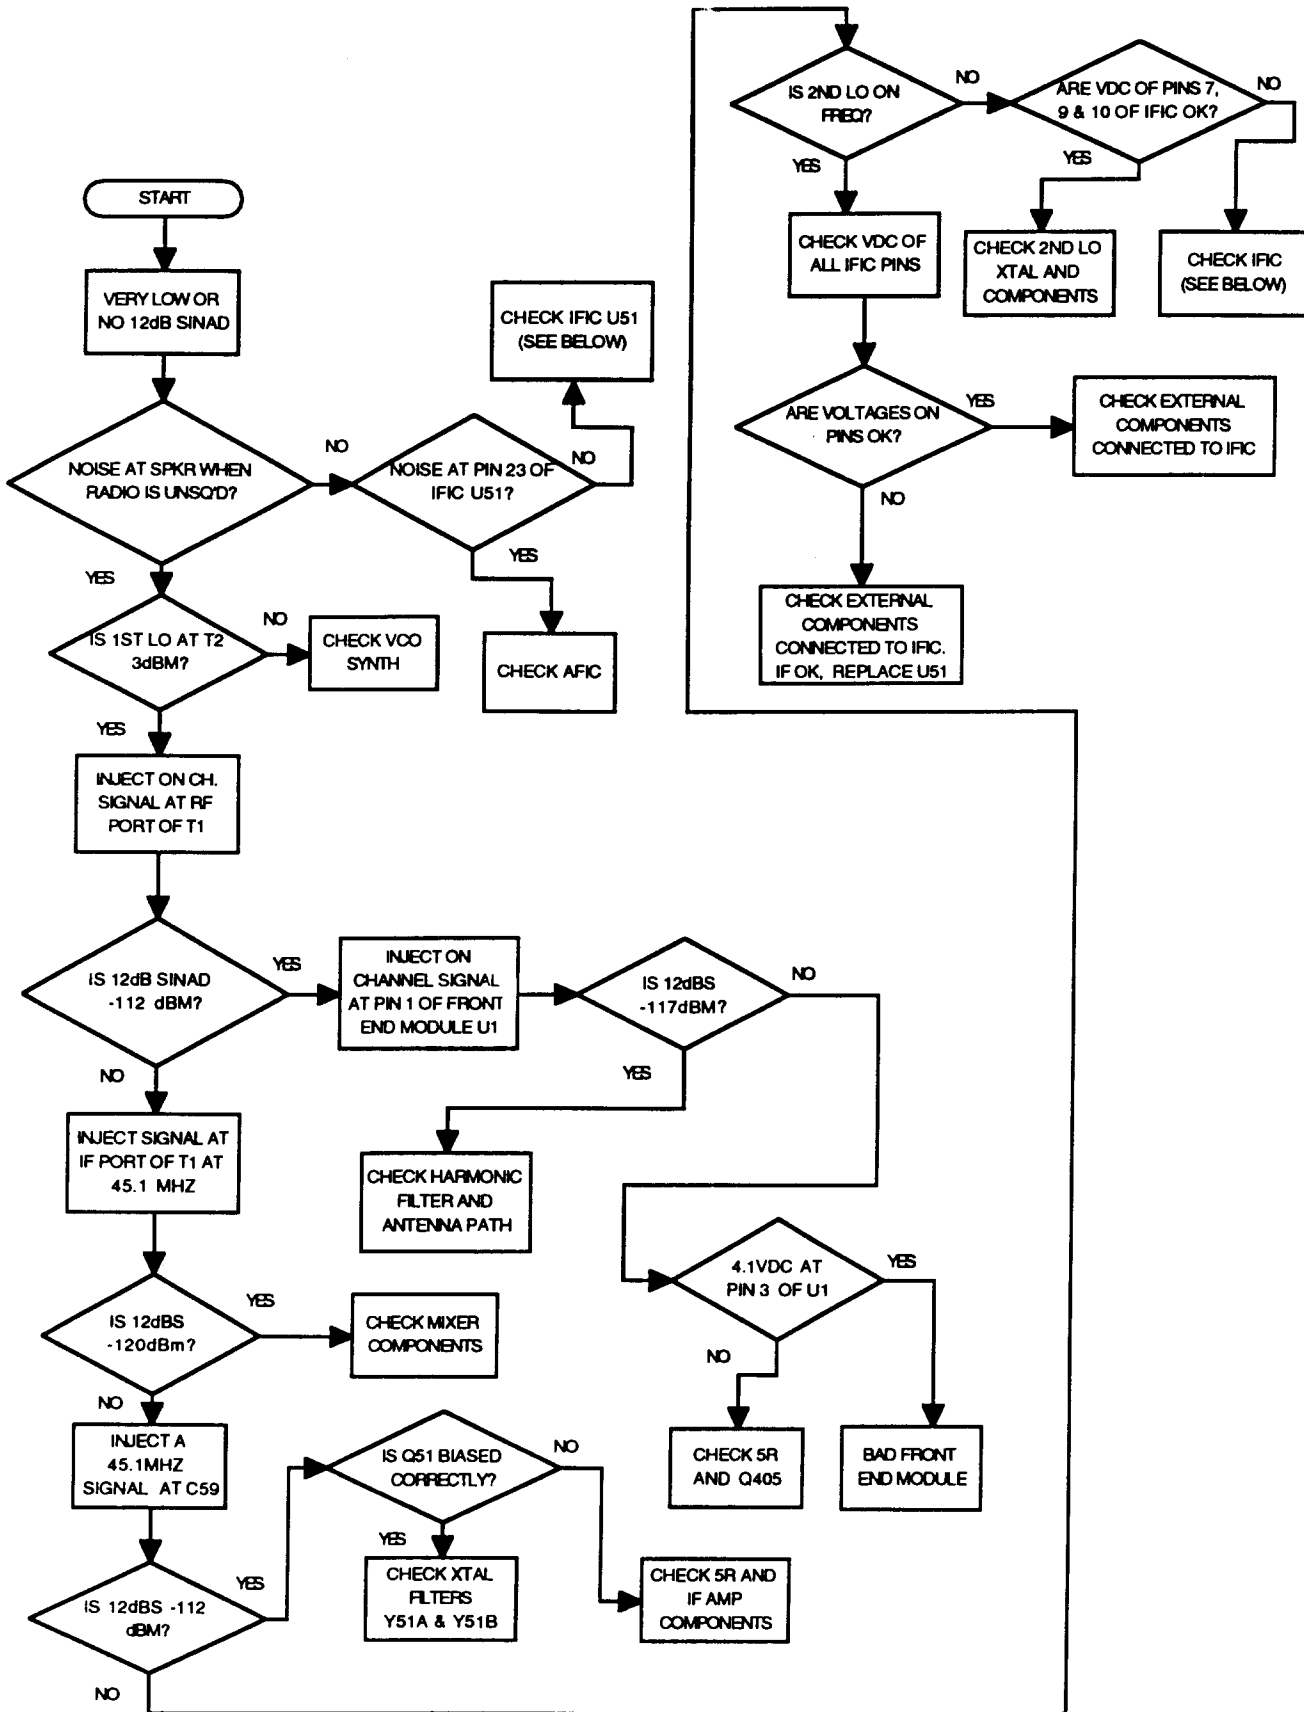 START
VERY LOW OR
NO 12dB SINAD
NOISE AT SPKR WHEN
RADIO IS UNSQ'D?
NO
NOISE AT PIN 23 OF
IFIC U51?
NO
CHECK IFIC U51
(SEE BELOW)
YES
CHECK AFIC
YES
IS 1ST LO AT T2
3dBM?
NO
CHECK VCO
SYNTH
YES
INJECT ON CH.
SIGNAL AT RF
PORT OF T1
IS 12dB SINAD
-112 dBM?
YES
INJECT ON
CHANNEL SIGNAL
AT PIN 1 OF FRONT
END MODULE U1
IS 12dBS
-117dBM?
NO
YES
CHECK HARMONIC
FILTER AND
ANTENNA PATH
4.1VDC AT
PIN 3 OF U1
YES
NO
CHECK 5R
AND Q405
BAD FRONT
END MODULE
NO
INJECT SIGNAL AT
IF PORT OF T1 AT
45.1 MHZ
IS 12dBS
-120dBm?
YES
CHECK MIXER
COMPONENTS
NO
INJECT A
45.1MHZ
SIGNAL AT C59
IS 12dBS -112
dBM?
YES
IS Q51 BIASED
CORRECTLY?
NO
YES
CHECK XTAL
FILTERS
Y51A & Y51B
CHECK 5R AND
IF AMP
COMPONENTS
NO
IS 2ND LO ON
FREQ?
NO
ARE VDC OF PINS 7,
9 & 10 OF IFIC OK?
NO
YES
CHECK 2ND LO
XTAL AND
COMPONENTS
CHECK IFIC
(SEE BELOW)
YES
CHECK VDC OF
ALL IFIC PINS
ARE VOLTAGES ON
PINS OK?
YES
CHECK EXTERNAL
COMPONENTS
CONNECTED TO IFIC
NO
CHECK EXTERNAL
COMPONENTS
CONNECTED TO IFIC.
IF OK, REPLACE U51